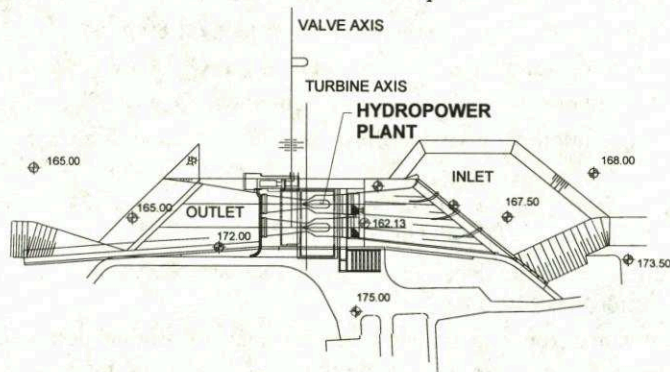 VALVE AXIS
TURBINE AXIS
HYDROPOWER
PLANT
165.00
INLET
168.00
165.00
OUTLET
167.50
162.13
172.00
173.50
175.00